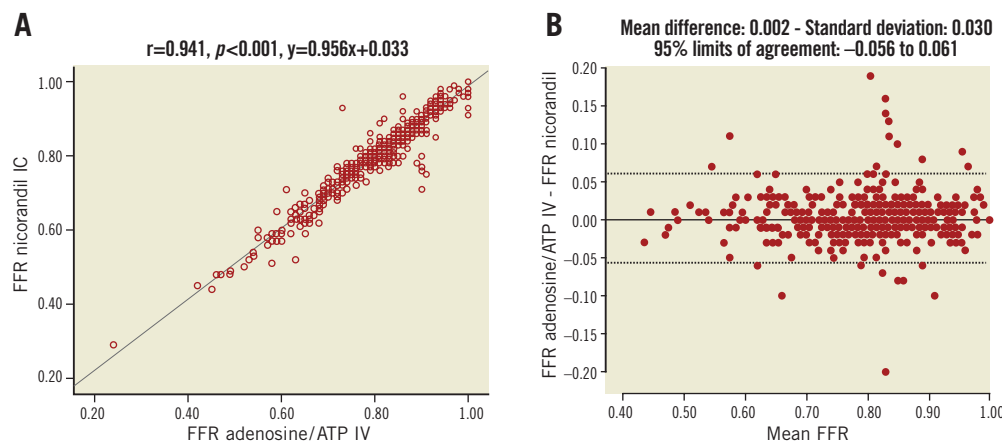 A
r=0.941, p<0.001, y=0.956x+0.033
FFR nicorandil IC
1.00
0.80
0.60
0.40
0.20
0.20 0.40 0.60 0.80 1.00
FFR adenosine/ATP IV
B
Mean difference: 0.002 - Standard deviation: 0.030
95% limits of agreement: –0.056 to 0.061
FFR adenosine/ATP IV - FFR nicorandil
0.20
0.15
0.10
0.05
0.00
–0.05
–0.10
–0.15
–0.20
0.40 0.50 0.60 0.70 0.80 0.90 1.00
Mean FFR